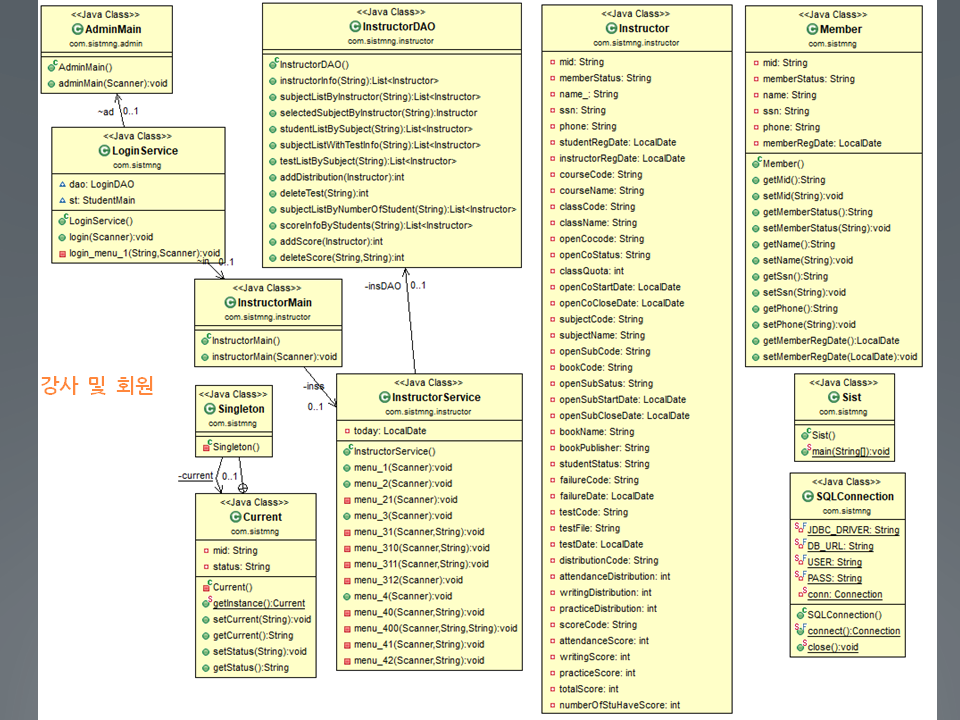 <<Java Class>>
AdminMain
com.sistmng.admin
AdminMain()
adminMain(Scanner):void
~ad 0..1
<<Java Class>>
LoginService
com.sistmng
dao: LoginDAO
st: StudentMain
LoginService()
login(Scanner):void
login_menu_1(String,Scanner):void
~in 0..1
<<Java Class>>
InstructorMain
com.sistmng.instructor
InstructorMain()
instructorMain(Scanner):void
강사 및 회원
-inss
0..1
<<Java Class>>
Singleton
com.sistmng
Singleton()
-current 0..1
<<Java Class>>
Current
com.sistmng
mid: String
status: String
Current()
getInstance():Current
setCurrent(String):void
getCurrent():String
setStatus(String):void
getStatus():String
<<Java Class>>
InstructorDAO
com.sistmng.instructor
InstructorDAO()
instructorInfo(String):List<Instructor>
subjectListByInstructor(String):List<Instructor>
selectedSubjectByInstructor(String):Instructor
studentListBySubject(String):List<Instructor>
subjectListWithTestInfo(String):List<Instructor>
testListBySubject(String):List<Instructor>
addDistribution(Instructor):int
deleteTest(String):int
subjectListByNumberOfStudent(String):List<Instructor>
scoreInfoByStudents(String):List<Instructor>
addScore(Instructor):int
deleteScore(String,String):int
-insDAO 0..1
<<Java Class>>
InstructorService
com.sistmng.instructor
today: LocalDate
InstructorService()
menu_1(Scanner):void
menu_2(Scanner):void
menu_21(Scanner):void
menu_3(Scanner):void
menu_31(Scanner,String):void
menu_310(Scanner,String):void
menu_311(Scanner,String):void
menu_312(Scanner):void
menu_4(Scanner):void
menu_40(Scanner,String):void
menu_400(Scanner,String,String):void
menu_41(Scanner,String):void
menu_42(Scanner,String):void
<<Java Class>>
Instructor
com.sistmng.instructor
mid: String
memberStatus: String
name_: String
ssn: String
phone: String
studentRegDate: LocalDate
instructorRegDate: LocalDate
courseCode: String
courseName: String
classCode: String
className: String
openCocode: String
openCoStatus: String
classQuota: int
openCoStartDate: LocalDate
openCoCloseDate: LocalDate
subjectCode: String
subjectName: String
openSubCode: String
bookCode: String
openSubSatus: String
openSubStartDate: LocalDate
openSubCloseDate: LocalDate
bookName: String
bookPublisher: String
studentStatus: String
failureCode: String
failureDate: LocalDate
testCode: String
testFile: String
testDate: LocalDate
distributionCode: String
attendanceDistribution: int
writingDistribution: int
practiceDistribution: int
scoreCode: String
attendanceScore: int
writingScore: int
practiceScore: int
totalScore: int
numberOfStuHaveScore: int
<<Java Class>>
Member
com.sistmng
mid: String
memberStatus: String
name: String
ssn: String
phone: String
memberRegDate: LocalDate
Member()
getMid():String
setMid(String):void
getMemberStatus():String
setMemberStatus(String):void
getName():String
setName(String):void
getSsn():String
setSsn(String):void
getPhone():String
setPhone(String):void
getMemberRegDate():LocalDate
setMemberRegDate(LocalDate):void
<<Java Class>>
Sist
com.sistmng
Sist()
main(String[]):void
<<Java Class>>
SQLConnection
com.sistmng
JDBC_DRIVER: String
DB_URL: String
USER: String
PASS: String
conn: Connection
SQLConnection()
connect():Connection
close():void